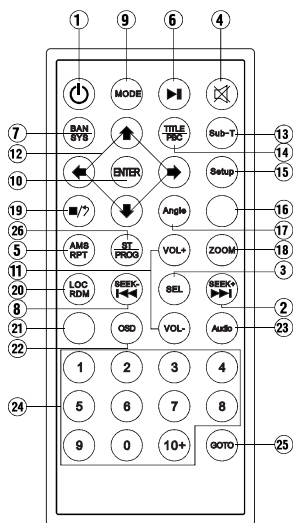 1 9 6 4
MODE
7 BAN SYS TITLE PBC Sub-T 13
12 14
10 ENTER Setup 15
19 Angle 16
26 17
5 AMS RPT ST PROG VOL+ ZOOM 18
11 3
20 LOC RDM SEEK- SEL SEEK+
8 2
21 OSD VOL- Audio 23
22
1 2 3 4
24 5 6 7 8
9 0 10+ GOTO 25